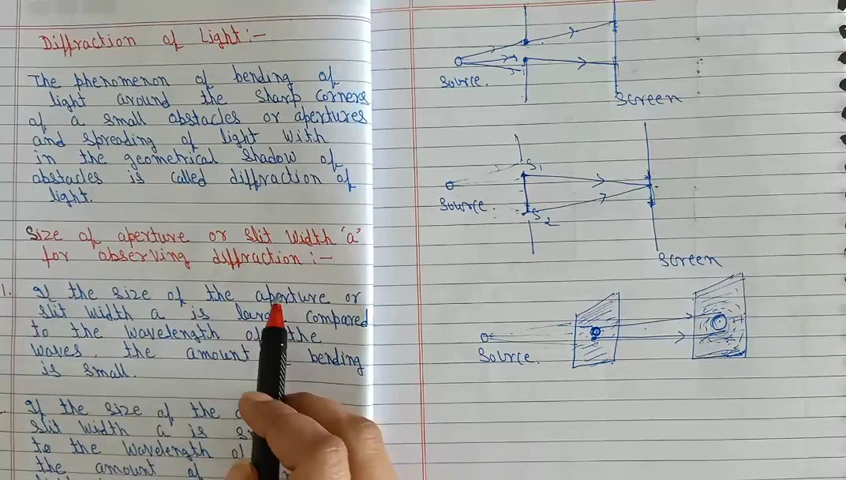 Diffraction of Light:-
The phenomenon of bending of
light around the sharp corners
of a small obstacles or apertures
and spreading of light with
in the geometrical shadow of
obstacles is called diffraction of
light.
Size of aperture or slit width 'a'
for observing diffraction:-
1. If the size of the aperture or
slit width a is compared
to the wavelength the
waves, the amount bending
is small.
If the size of the
slit width a is
to the wavelength of
the amount of
Source.
Screen
S1
Source.
S2
Screen
Source.